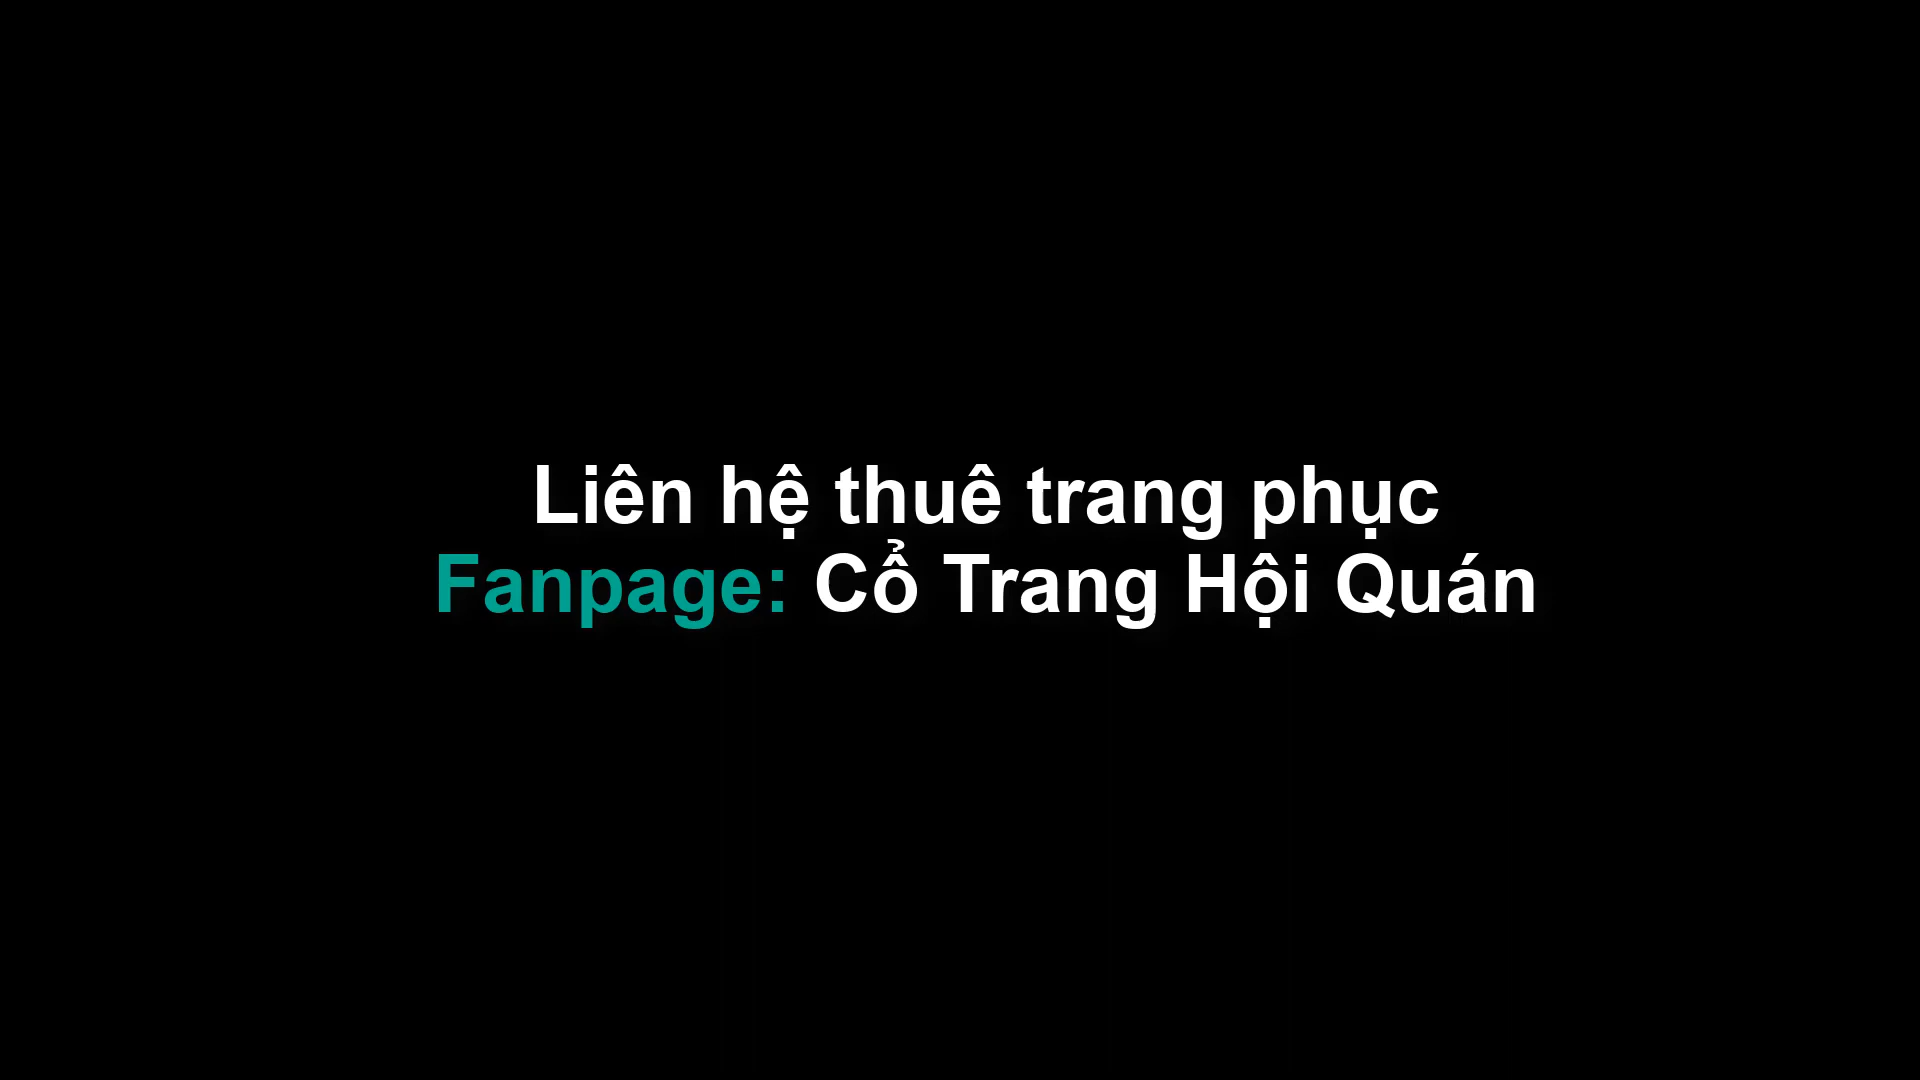 Liên hệ thuê trang phục
Fanpage: Cổ Trang Hội Quán